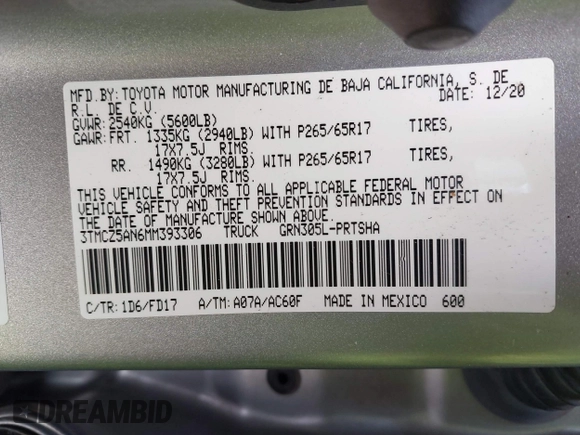 MFD.BY:TOYOTA MOTOR MANUFACTURING DE BAJA CALIFORNIA, S. DE
R.L. DE C.V. DATE: 12/20
GVWR: 2540KG (5600LB)
GAWR: FRT. 1335KG (2940LB) WITH P265/65R17 TIRES,
17X7.5J RIMS.
RR. 1490KG (3280LB) WITH P265/65R17 TIRES,
17X7.5J RIMS.
THIS VEHICLE CONFORMS TO ALL APPLICABLE FEDERAL MOTOR
VEHICLE SAFETY AND THEFT PREVENTION STANDARDS IN EFFECT ON
THE DATE OF MANUFACTURE SHOWN ABOVE.
3TMCZ5AN6MM393306 TRUCK GRN305L-PRTSHA
C/TR: 1D6/FD17 A/TM: A07A/AC60F MADE IN MEXICO 600
DREAMBID